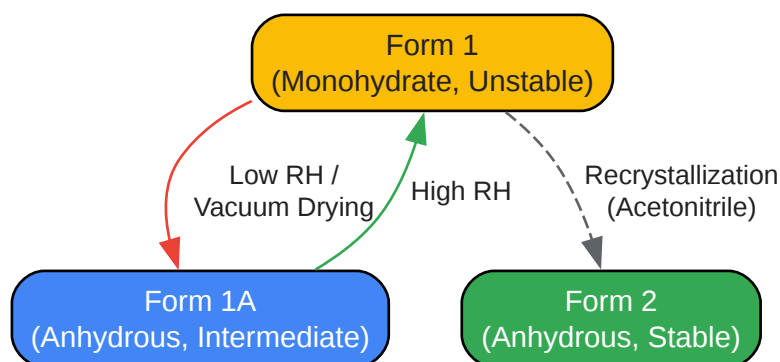 Form 1
(Monohydrate, Unstable)
Low RH /
Vacuum Drying
High RH
Recrystallization
(Acetonitrile)
Form 1A
(Anhydrous, Intermediate)
Form 2
(Anhydrous, Stable)